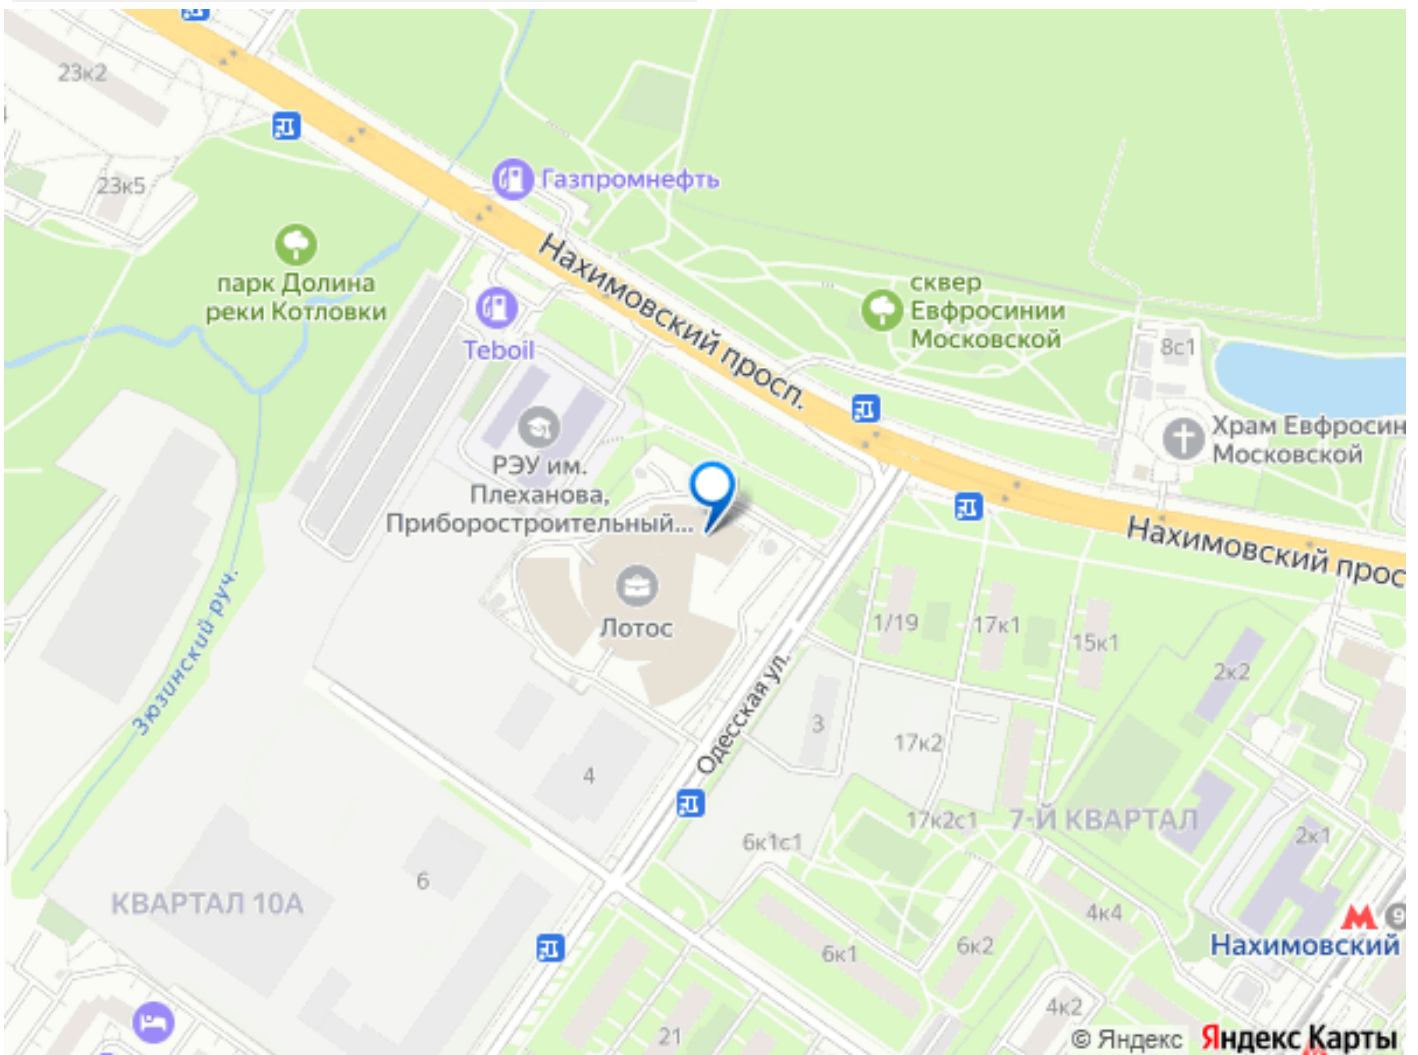 23к2
23к5
Газпромнефть
парк Долина
реки Котловки
Teboil
Нахимовский просп.
сквер
Евфросинии
Московской
8с1
Храм Евфросин
Московской
РЭУ им.
Плеханова,
Приборостроительный...
Нахимовский прос
Лотос
1/19
17к1
15к1
2к2
Зюзинский руч.
Одесская ул.
3
17к2
4
17к2с1
7-Й КВАРТАЛ
6к1с1
2к1
6
КВАРТАЛ 10А
4к4
9
Нахимовский
6к1
6к2
4к2
21
© Яндекс Яндекс Карты